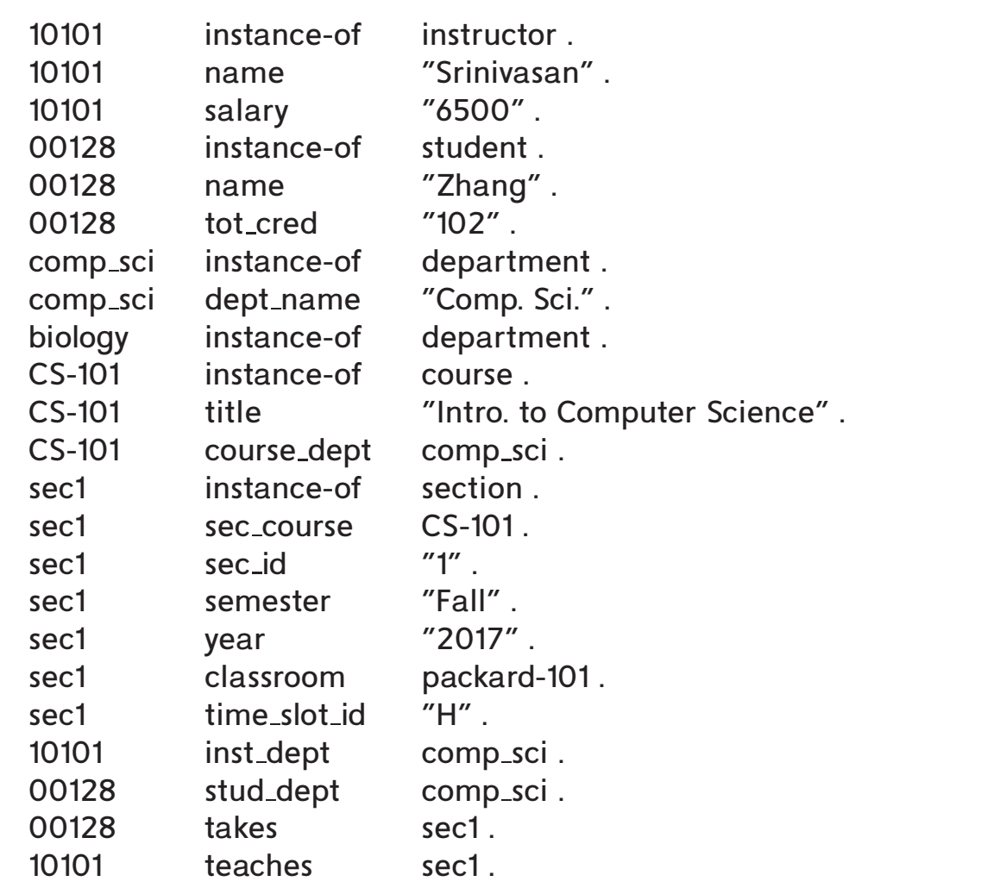 10101 instance-of instructor .
10101 name "Srinivasan" .
10101 salary "6500" .
00128 instance-of student .
00128 name "Zhang" .
00128 tot_cred "102" .
comp_sci instance-of department .
comp_sci dept_name "Comp. Sci." .
biology instance-of department .
CS-101 instance-of course .
CS-101 title "Intro. to Computer Science" .
CS-101 course_dept comp_sci .
sec1 instance-of section .
sec1 sec_course CS-101 .
sec1 sec_id "1" .
sec1 semester "Fall" .
sec1 year "2017" .
sec1 classroom packard-101 .
sec1 time_slot_id "H" .
10101 inst_dept comp_sci .
00128 stud_dept comp_sci .
00128 takes sec1 .
10101 teaches sec1 .